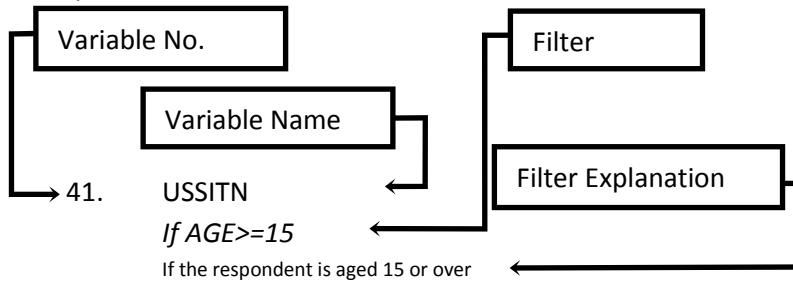 Variable No.
Filter
Variable Name
Filter Explanation
41. USSITN
If AGE>=15
If the respondent is aged 15 or over